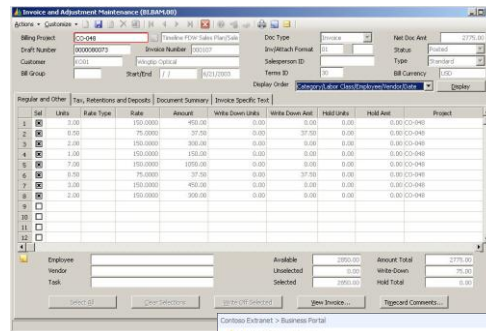 Invoice and Adjustment Maintenance (BI.BAM.08)
Actions Customize
Billing Project CO-048 Timeline PDW Sales Plan/Sale Doc Type Invoice Net Doc Amt 2775.00
Draft Number 0000000073 Invoice Number 000107 Inv/Attach Format 01 Status Posted
Customer C001 Wingtip Optical Salesperson ID Type Standard
Bill Group Start/End / / 6/21/2003 Terms ID 30 Bill Currency USD
Display Order Category/Labor Class/Employee/Vendor/Date Display
Regular and Other Tax, Retentions and Deposits Document Summary Invoice Specific Text
Sel Units Rate Type Rate Amount Write Down Units Write Down Amt Hold Units Hold Amt Project
1 3.00 150.0000 450.00 0.00 0.00 0.00 0.00 CO-048
2 0.50 75.0000 37.50 0.00 37.50 0.00 0.00 CO-048
3 2.00 150.0000 300.00 0.00 0.00 0.00 0.00 CO-048
4 1.00 150.0000 150.00 0.00 0.00 0.00 0.00 CO-048
5 7.00 150.0000 1050.00 0.00 0.00 0.00 0.00 CO-048
6 0.50 75.0000 37.50 0.00 37.50 0.00 0.00 CO-048
7 3.00 150.0000 450.00 0.00 0.00 0.00 0.00 CO-048
8 2.00 150.0000 300.00 0.00 0.00 0.00 0.00 CO-048
9
10
11
12
Employee Available 2850.00 Amount Total 2775.00
Vendor Unselected 0.00 Write-Down 75.00
Task Selected 2850.00 Hold Total 0.00
Select All Clear Selections Write Off Selected View Invoice... Timecard Comments...
Contoso Extranet > Business Portal